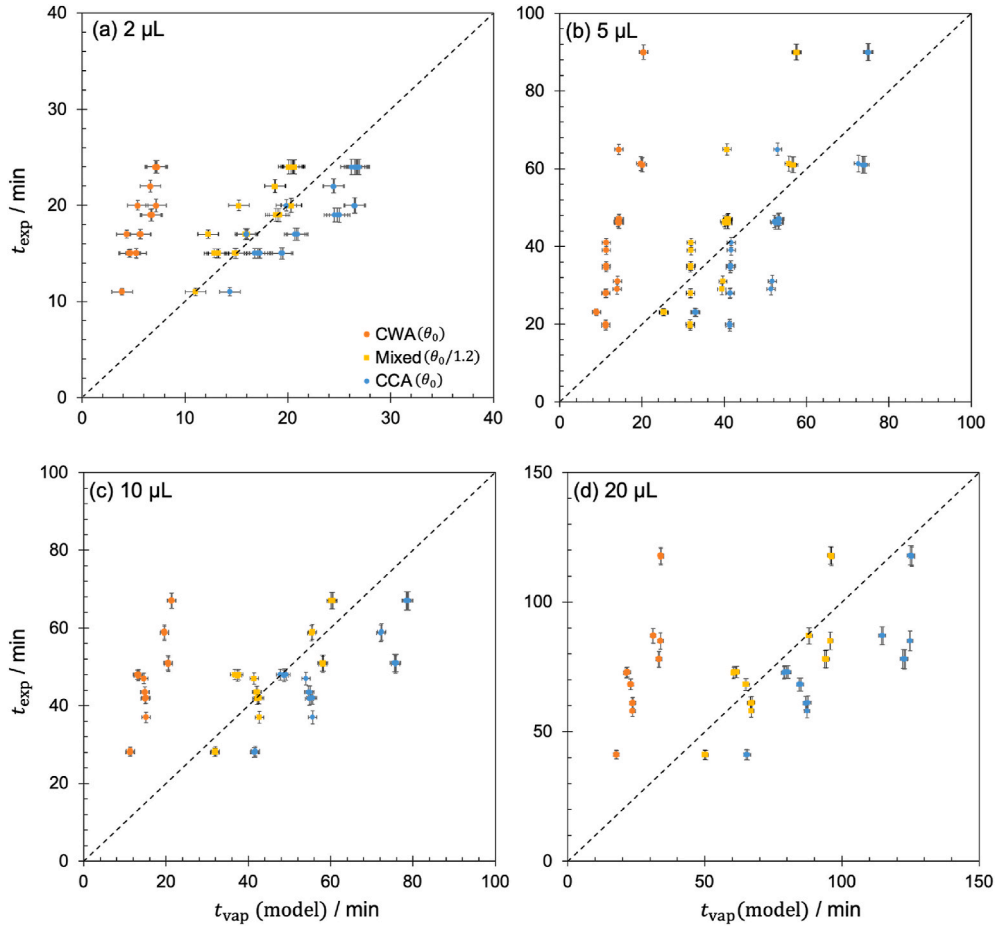 (a) 2 µL
t_exp / min
40
30
20
10
0
0 10 20 30 40
CWA (θ₀)
Mixed (θ₀/1.2)
CCA (θ₀)
(b) 5 µL
100
80
60
40
20
0
0 20 40 60 80 100
(c) 10 µL
t_exp / min
100
80
60
40
20
0
0 20 40 60 80 100
t_vap (model) / min
(d) 20 µL
150
100
50
0
0 50 100 150
t_vap (model) / min